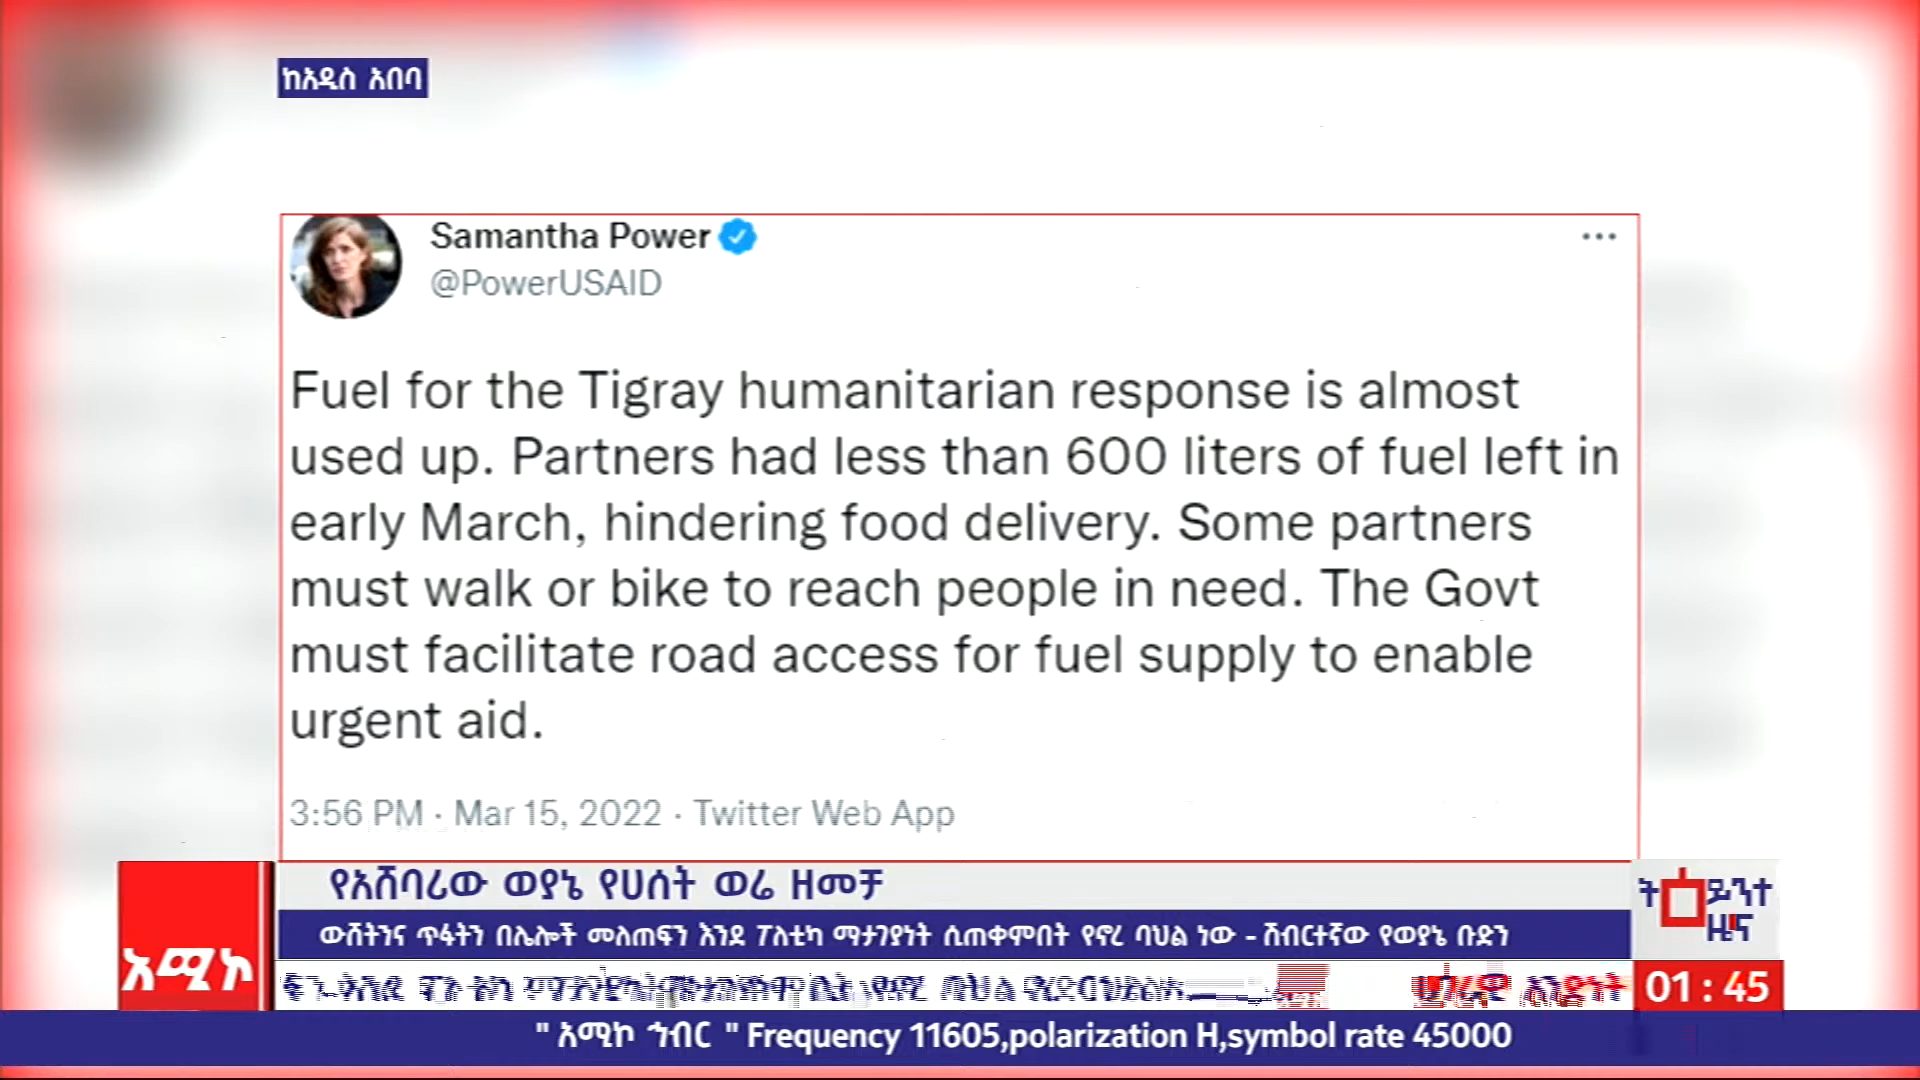 ከአዲስ አበባ
Samantha Power
@PowerUSAID
Fuel for the Tigray humanitarian response is almost
used up. Partners had less than 600 liters of fuel left in
early March, hindering food delivery. Some partners
must walk or bike to reach people in need. The Govt
must facilitate road access for fuel supply to enable
urgent aid.
3:56 PM · Mar 15, 2022 · Twitter Web App
የአሸባሪው ወያኔ የሀሰት ወሬ ዘመቻ
ውሸትንና ጥፋትን በሌሎች መለጠፍን እንደ ፖለቲካ ማታገያነት ሲጠቀምበት የኖረ ባህል ነው - ሽብርተኛው የወያኔ ቡድን
ዜና
አሚኮ
01 : 45
" አሚኮ ኅብር " Frequency 11605,polarization H,symbol rate 45000